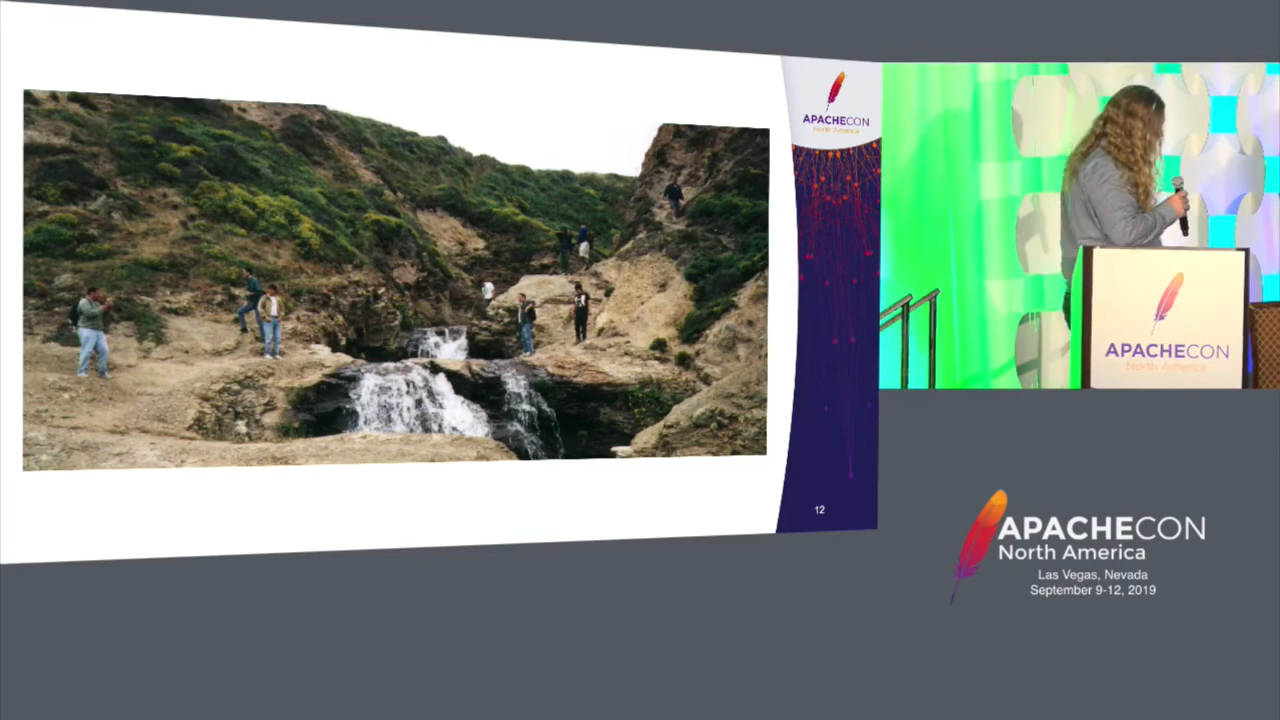 APACHECON
North America
12
APACHECON
North America
APACHECON
North America
Las Vegas, Nevada
September 9-12, 2019